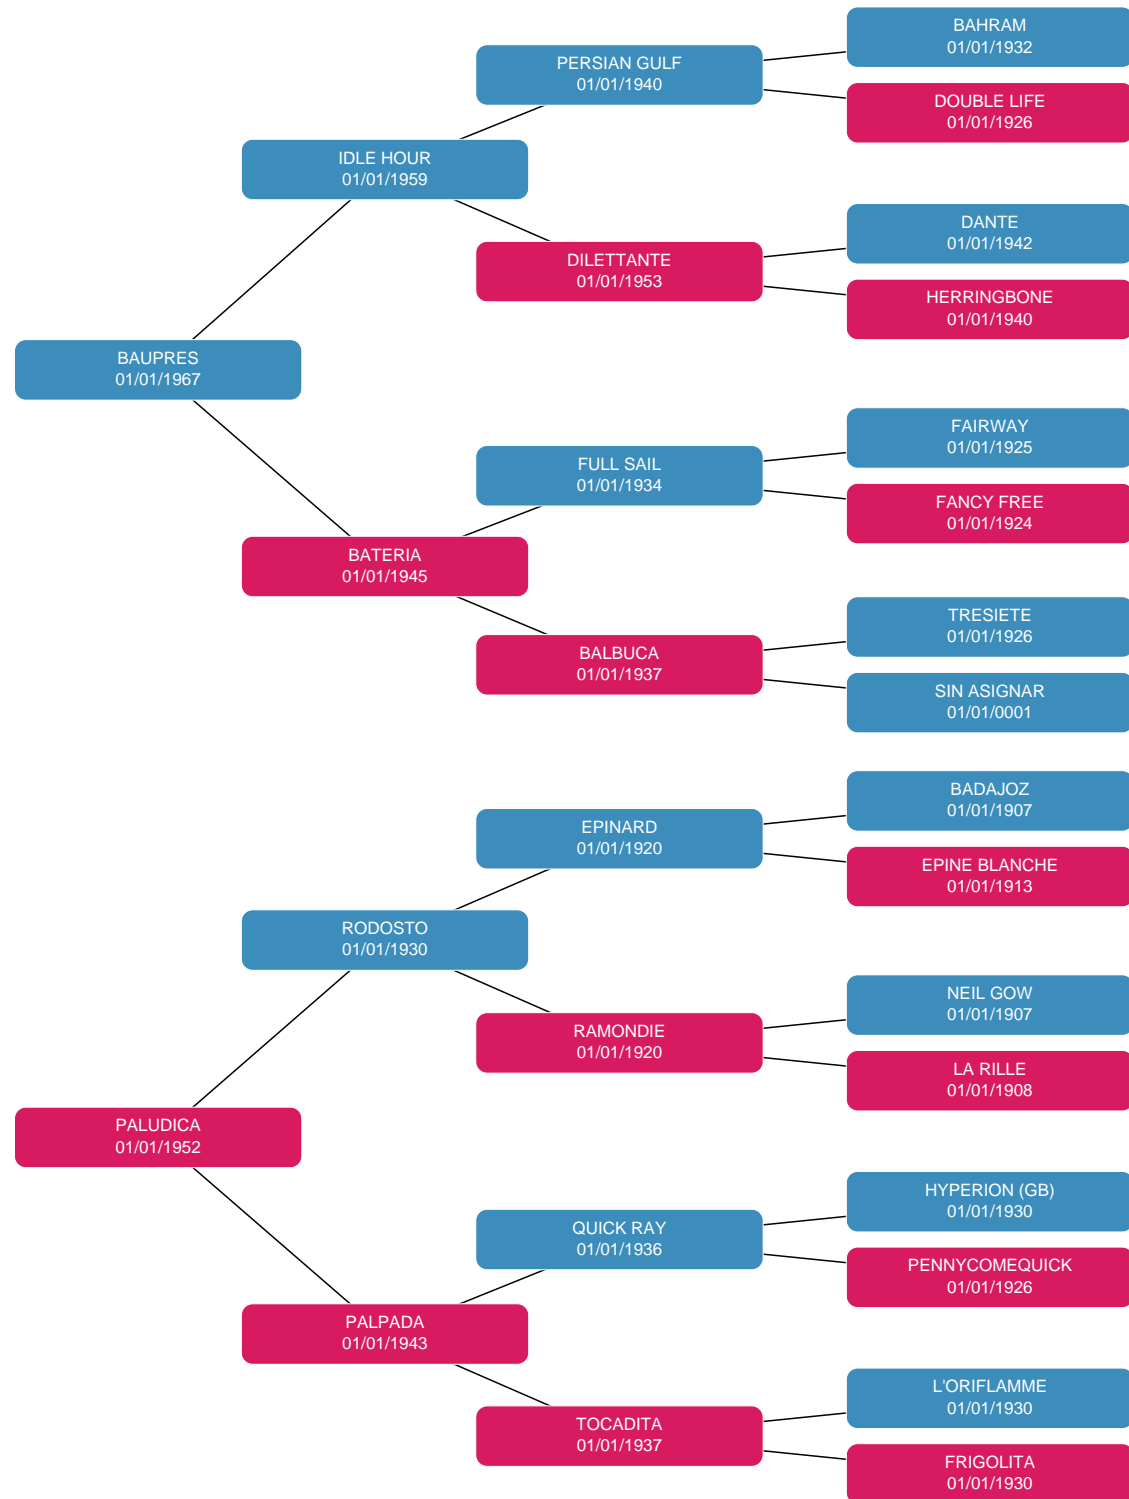 BAHRAM
01/01/1932
PERSIAN GULF
01/01/1940
DOUBLE LIFE
01/01/1926
IDLE HOUR
01/01/1959
DANTE
01/01/1942
DILETTANTE
01/01/1953
HERRINGBONE
01/01/1940
BAUPRES
01/01/1967
FAIRWAY
01/01/1925
FULL SAIL
01/01/1934
FANCY FREE
01/01/1924
BATERIA
01/01/1945
TRESIETE
01/01/1926
BALBUCA
01/01/1937
SIN ASIGNAR
01/01/0001
BADAJOZ
01/01/1907
EPINARD
01/01/1920
EPINE BLANCHE
01/01/1913
RODOSTO
01/01/1930
NEIL GOW
01/01/1907
RAMONDIE
01/01/1920
LA RILLE
01/01/1908
PALUDICA
01/01/1952
HYPERION (GB)
01/01/1930
QUICK RAY
01/01/1936
PENNYCOMEQUICK
01/01/1926
PALPADA
01/01/1943
L'ORIFLAMME
01/01/1930
TOCADITA
01/01/1937
FRIGOLITA
01/01/1930